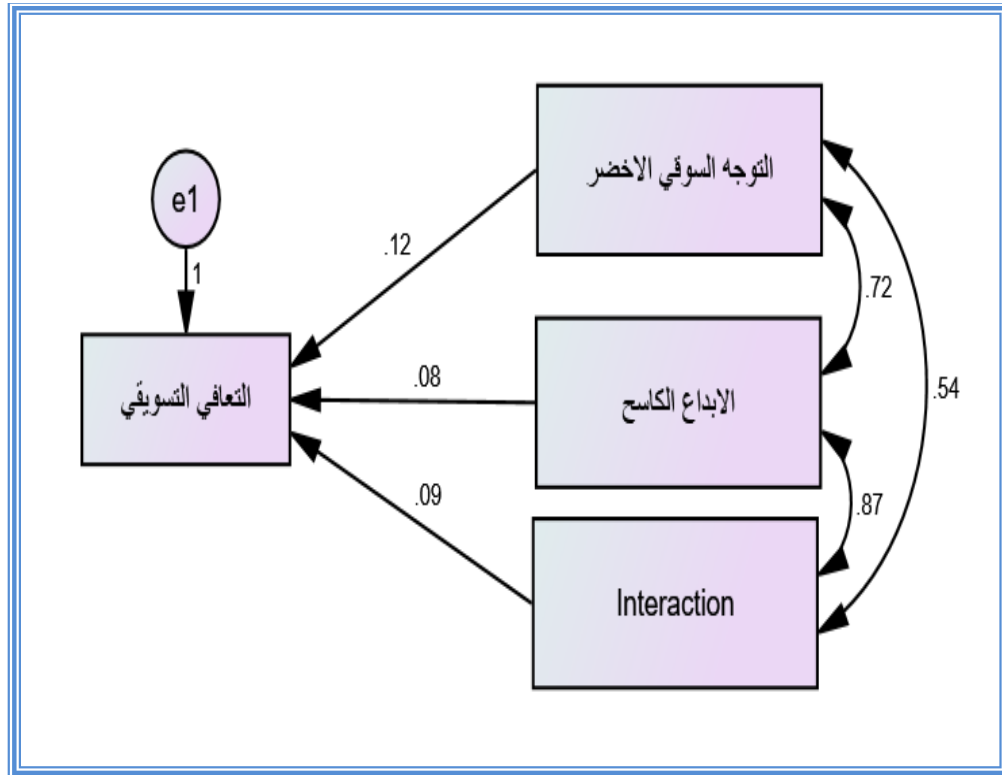 التوجه السوقي الاخضر
e1
.12
1
.72
.08
.54
التعافي التسويقي
الابداع الكاسح
.09
.87
Interaction